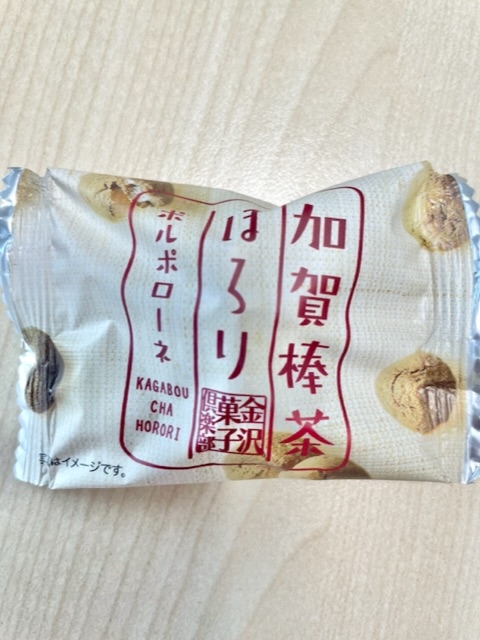 加賀棒茶
ほろり
金沢
菓子
倶楽部
ポルポローネ
KAGABOU
CHA
HORORI
写真はイメージです。